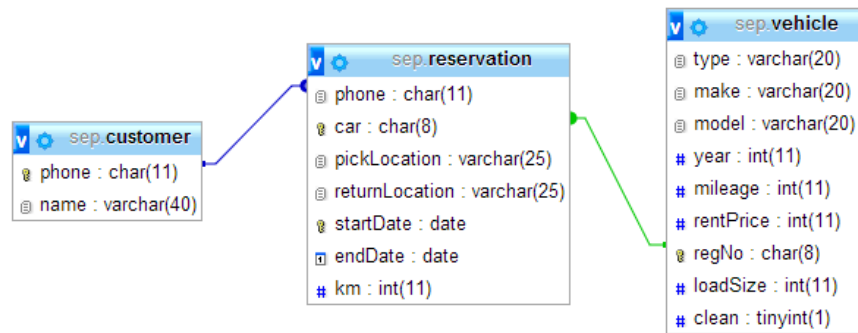 sep.customer
phone : char(11)
name : varchar(40)
sep.reservation
phone : char(11)
car : char(8)
pickLocation : varchar(25)
returnLocation : varchar(25)
startDate : date
endDate : date
# km : int(11)
sep.vehicle
type : varchar(20)
make : varchar(20)
model : varchar(20)
# year : int(11)
# mileage : int(11)
# rentPrice : int(11)
regNo : char(8)
# loadSize : int(11)
# clean : tinyint(1)